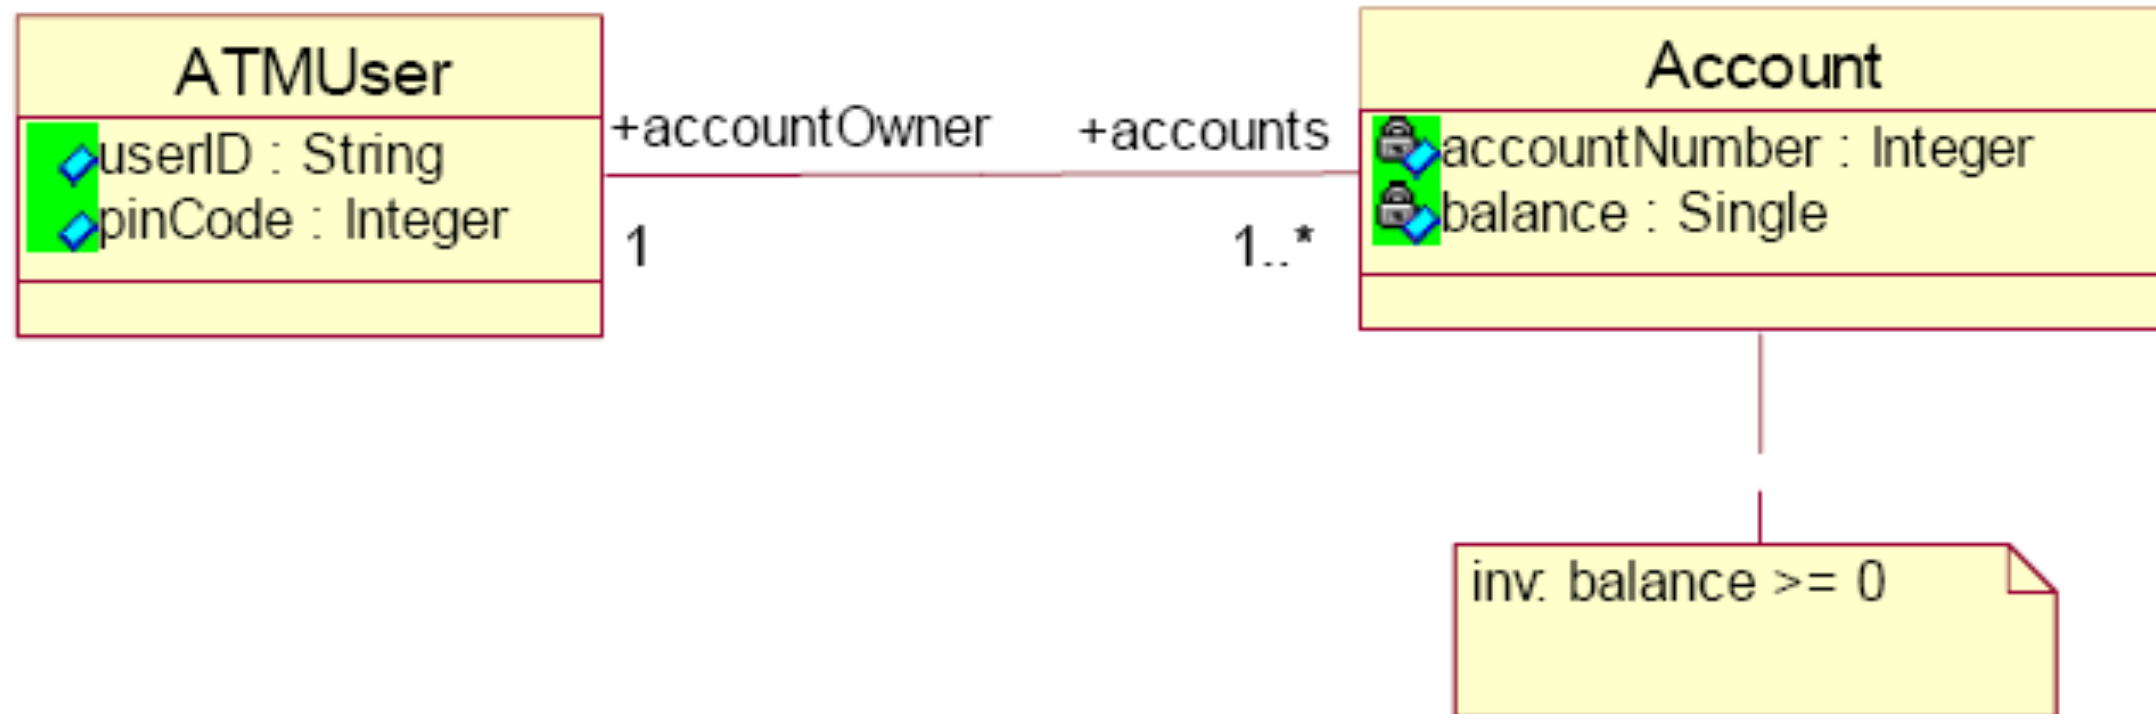 ATMUser
userID : String
pinCode : Integer
+accountOwner
+accounts
1
1..*
Account
accountNumber : Integer
balance : Single
inv: balance >= 0